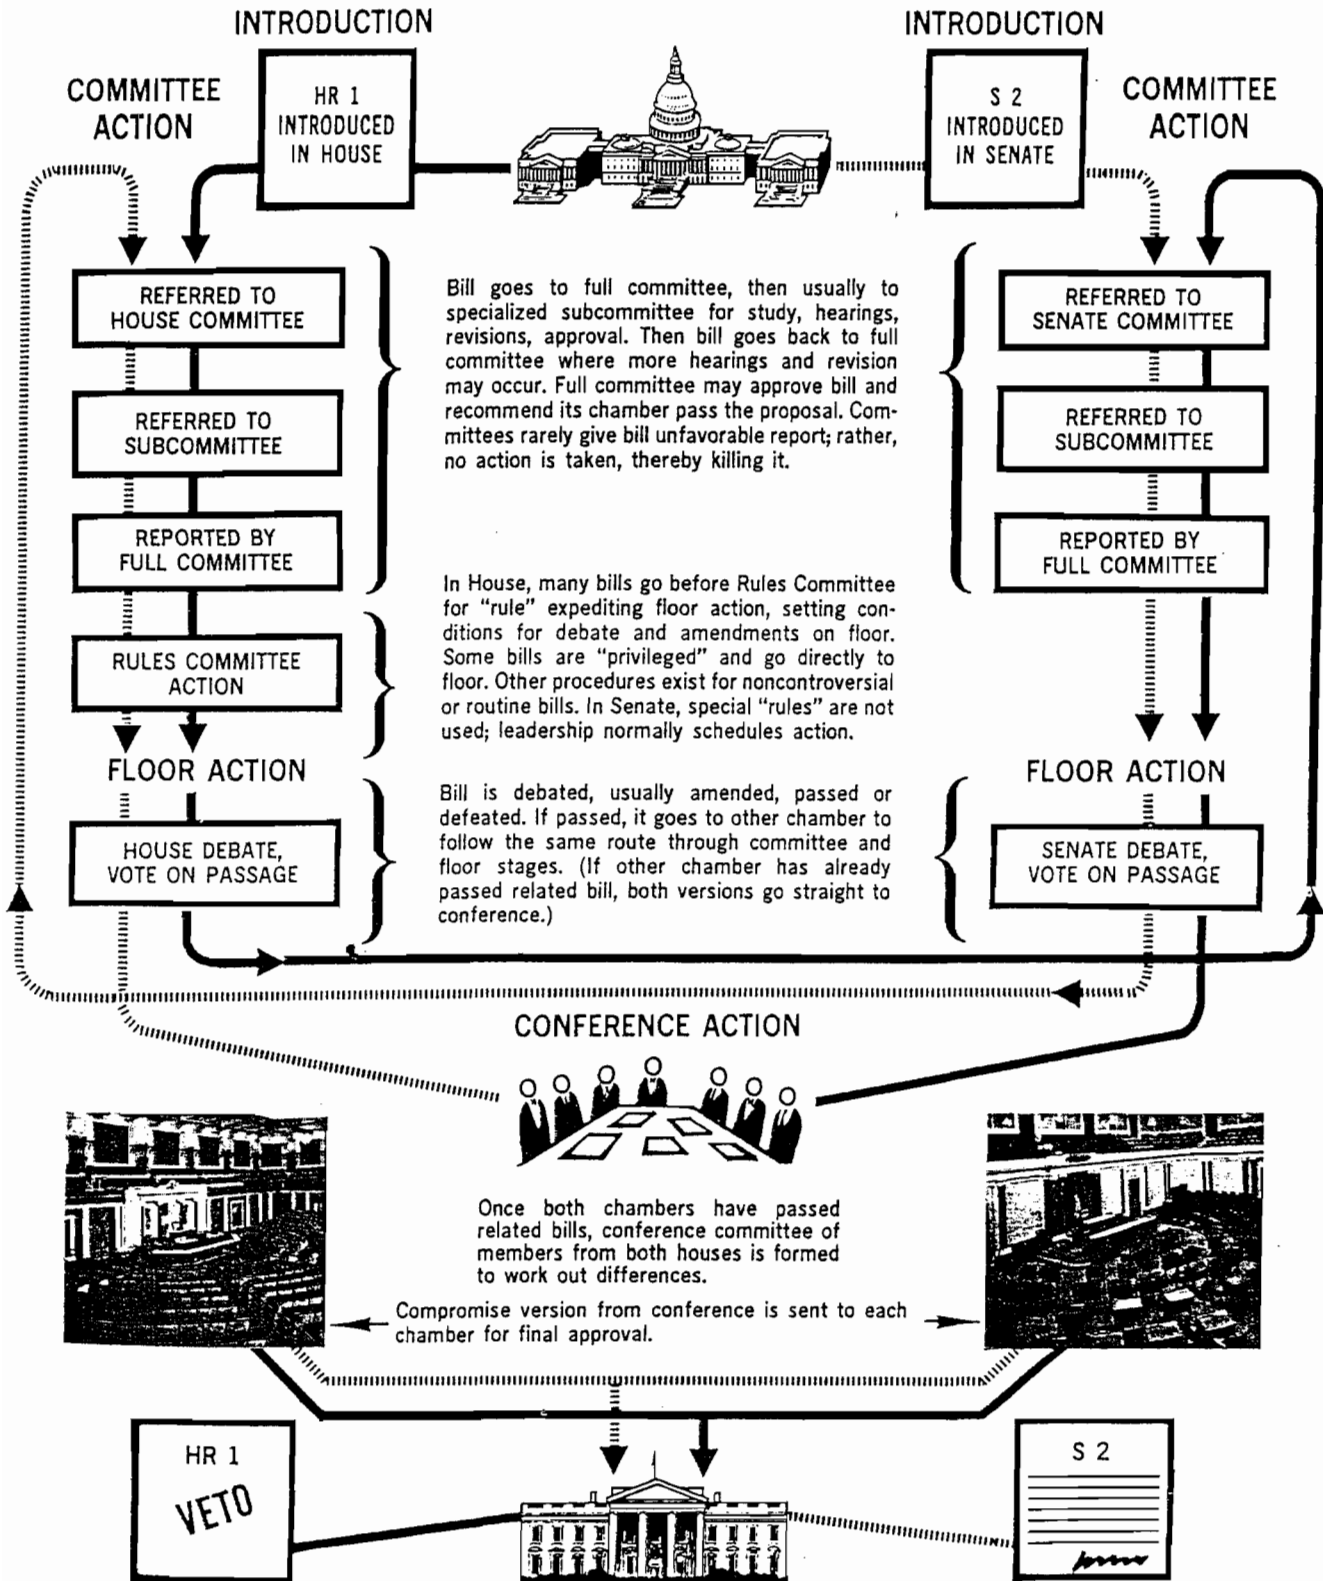 INTRODUCTION
INTRODUCTION
COMMITTEE
ACTION
HR 1
INTRODUCED
IN HOUSE
S 2
INTRODUCED
IN SENATE
COMMITTEE
ACTION
REFERRED TO
HOUSE COMMITTEE
REFERRED TO
SUBCOMMITTEE
REPORTED BY
FULL COMMITTEE
RULES COMMITTEE
ACTION
FLOOR ACTION
HOUSE DEBATE,
VOTE ON PASSAGE
Bill goes to full committee, then usually to
specialized subcommittee for study, hearings,
revisions, approval. Then bill goes back to full
committee where more hearings and revision
may occur. Full committee may approve bill and
recommend its chamber pass the proposal. Com-
mittees rarely give bill unfavorable report; rather,
no action is taken, thereby killing it.
In House, many bills go before Rules Committee
for "rule" expediting floor action, setting con-
ditions for debate and amendments on floor.
Some bills are "privileged" and go directly to
floor. Other procedures exist for noncontroversial
or routine bills. In Senate, special "rules" are not
used; leadership normally schedules action.
Bill is debated, usually amended, passed or
defeated. If passed, it goes to other chamber to
follow the same route through committee and
floor stages. (If other chamber has already
passed related bill, both versions go straight to
conference.)
REFERRED TO
SENATE COMMITTEE
REFERRED TO
SUBCOMMITTEE
REPORTED BY
FULL COMMITTEE
FLOOR ACTION
SENATE DEBATE,
VOTE ON PASSAGE
CONFERENCE ACTION
Once both chambers have passed
related bills, conference committee of
members from both houses is formed
to work out differences.
Compromise version from conference is sent to each
chamber for final approval.
HR 1
VETO
S 2